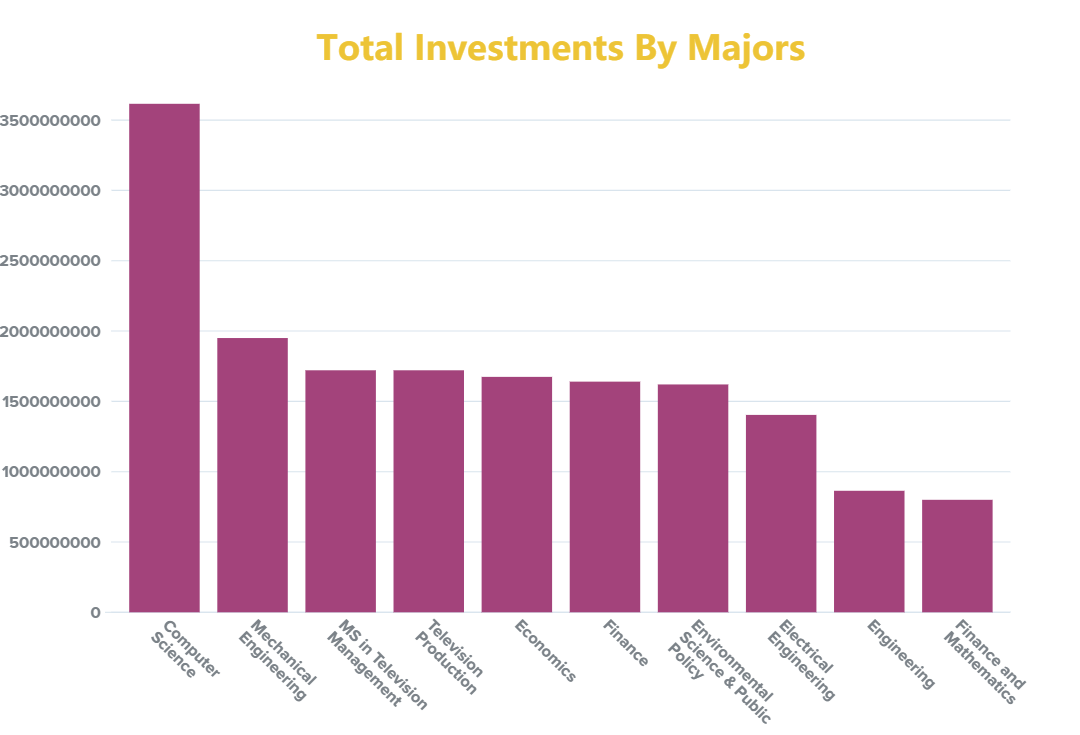 Total Investments By Majors
3500000000
3000000000
2500000000
2000000000
1500000000
1000000000
500000000
0
Computer
Science
Mechanical
Engineering
MS in Television
Management
Television
Production
Economics
Finance
Environmental
Science & Public
Policy
Electrical
Engineering
Engineering
Finance and
Mathematics